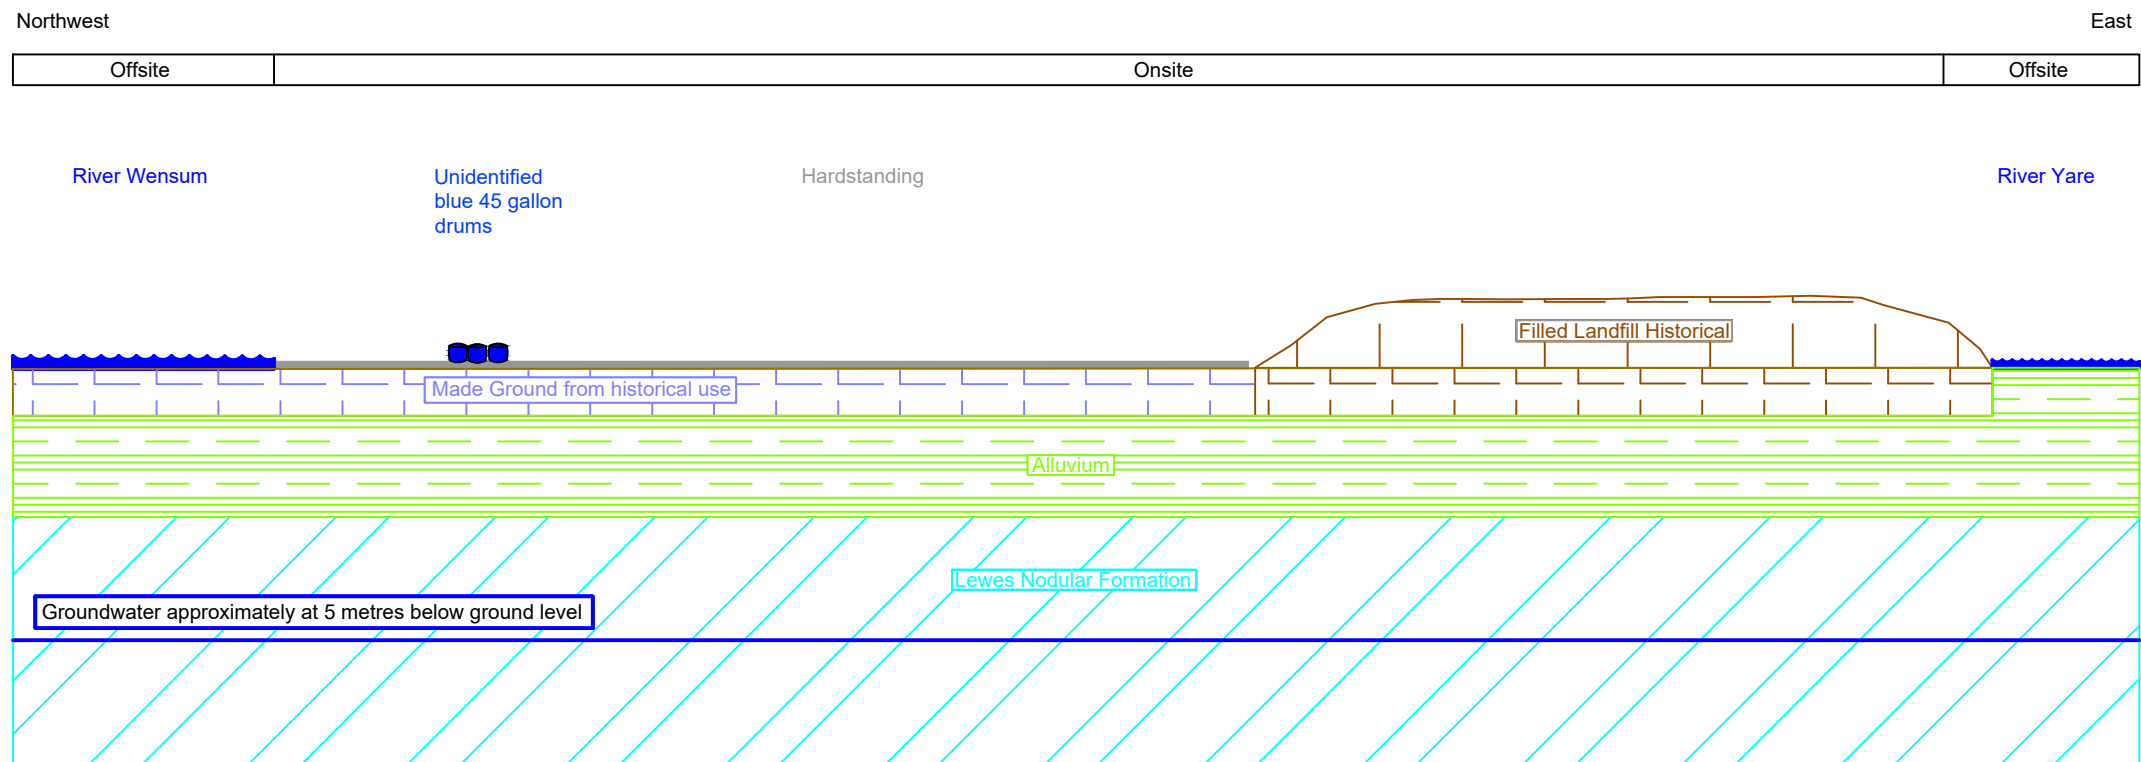 Northwest
East
Offsite
Onsite
Offsite
River Wensum
Unidentified
blue 45 gallon
drums
Hardstanding
River Yare
Filled Landfill Historical
Made Ground from historical use
Alluvium
Lewes Nodular Formation
Groundwater approximately at 5 metres below ground level